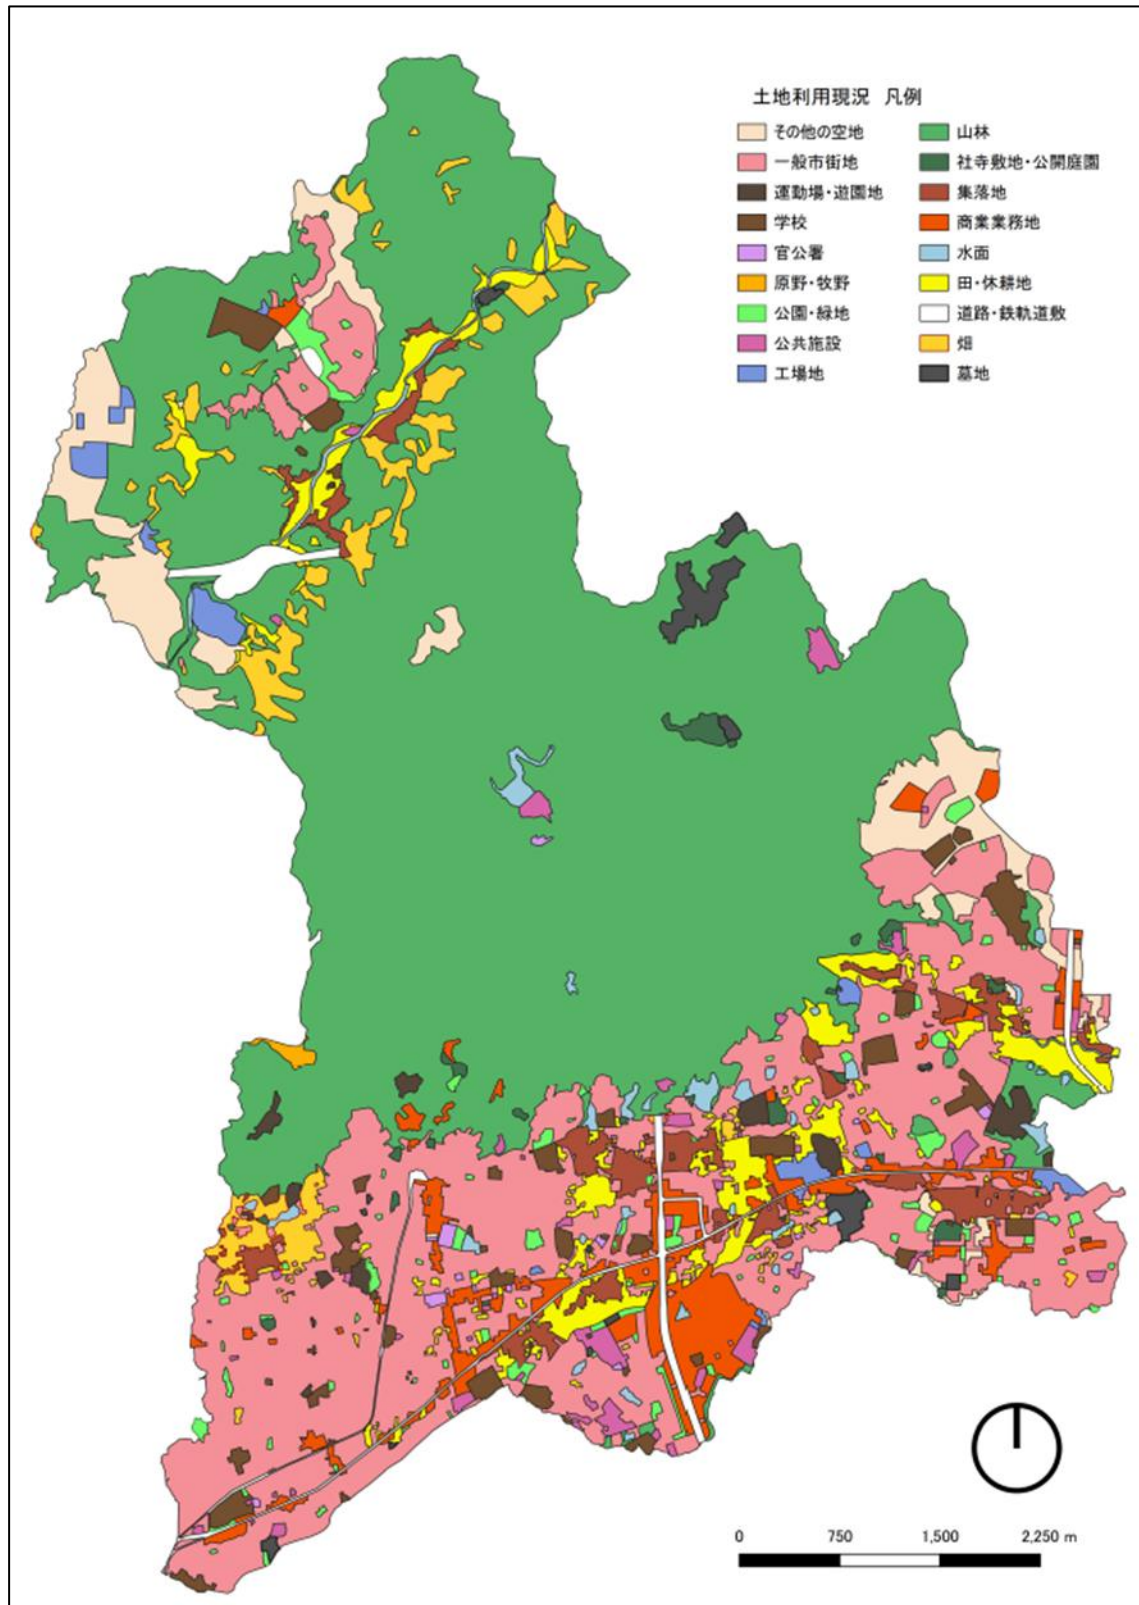 土地利用現況 凡例
その他の空地
一般市街地
運動場・遊園地
学校
官公署
原野・牧野
公園・緑地
公共施設
工場地
山林
社寺敷地・公開庭園
集落地
商業業務地
水面
田・休耕地
道路・鉄軌道敷
畑
墓地
0 750 1,500 2,250 m